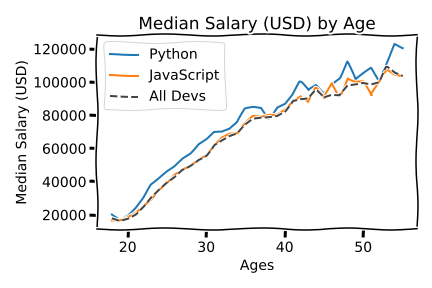 Median Salary (USD) by Age
Python
JavaScript
All Devs
Median Salary (USD)
120000
100000
80000
60000
40000
20000
20 30 40 50
Ages